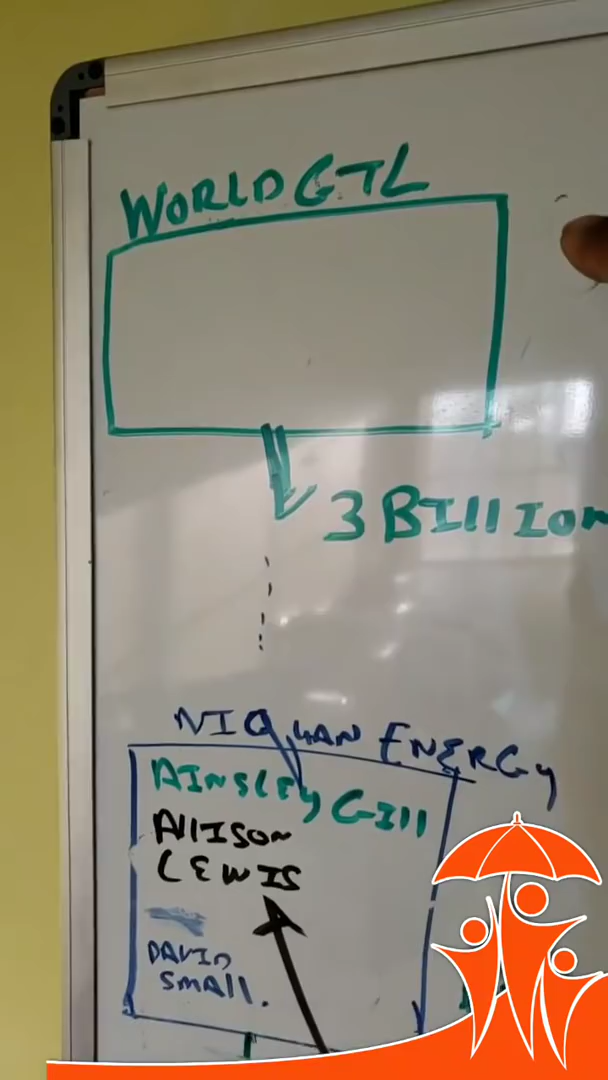 WORLD GTL
3 BIllIon
NIQUAN ENERGY
AINSLEY GIll
AllISon
LEWIS
DAVID
SMAll.